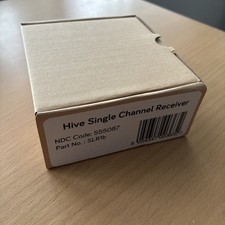 Hive Single Channel Receiver
NDC Code: 555087
Part No.: SLR1b